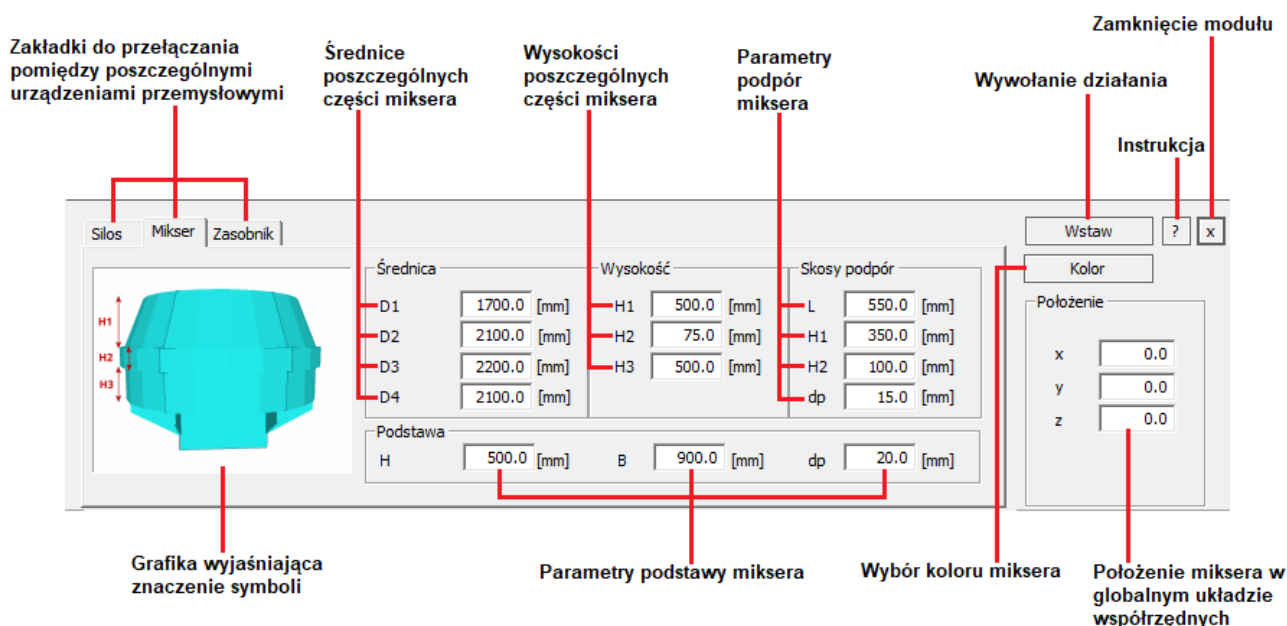 Zamknięcie modułu
Zakładki do przełączania
pomiędzy poszczególnymi
urządzeniami przemysłowymi
Średnice
poszczególnych
części miksera
Wysokości
poszczególnych
części miksera
Parametry
podpór
miksera
Wywołanie działania
Instrukcja
Silos Mikser Zasobnik
Wstaw ? x
Kolor
H1
H2
H3
Średnica
D1 1700.0 [mm]
D2 2100.0 [mm]
D3 2200.0 [mm]
D4 2100.0 [mm]
Wysokość
H1 500.0 [mm]
H2 75.0 [mm]
H3 500.0 [mm]
Skosy podpór
L 550.0 [mm]
H1 350.0 [mm]
H2 100.0 [mm]
dp 15.0 [mm]
Podstawa
H 500.0 [mm] B 900.0 [mm] dp 20.0 [mm]
Położenie
x 0.0
y 0.0
z 0.0
Grafika wyjaśniająca
znaczenie symboli
Parametry podstawy miksera
Wybór koloru miksera
Położenie miksera w
globalnym układzie
współrzędnych